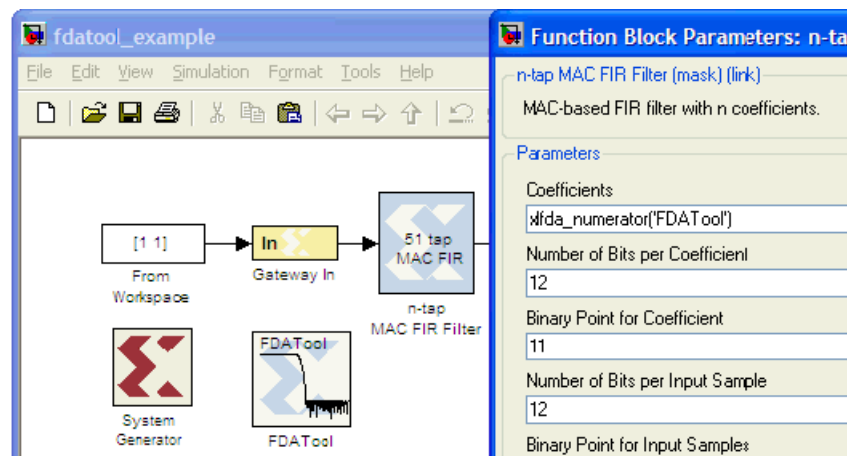 fdatool_example
File Edit View Simulation Format Tools Help
[1 1]
From
Workspace
In
Gateway In
51 tap
MAC FIR
n-tap
MAC FIR Filter
System
Generator
FDATool
FDATool
Function Block Parameters: n-ta
n-tap MAC FIR Filter (mask) (link)
MAC-based FIR filter with n coefficients.
Parameters
Coefficients
xlfda_numerator('FDATool')
Number of Bits per Coefficient
12
Binary Point for Coefficient
11
Number of Bits per Input Sample
12
Binary Point for Input Samples